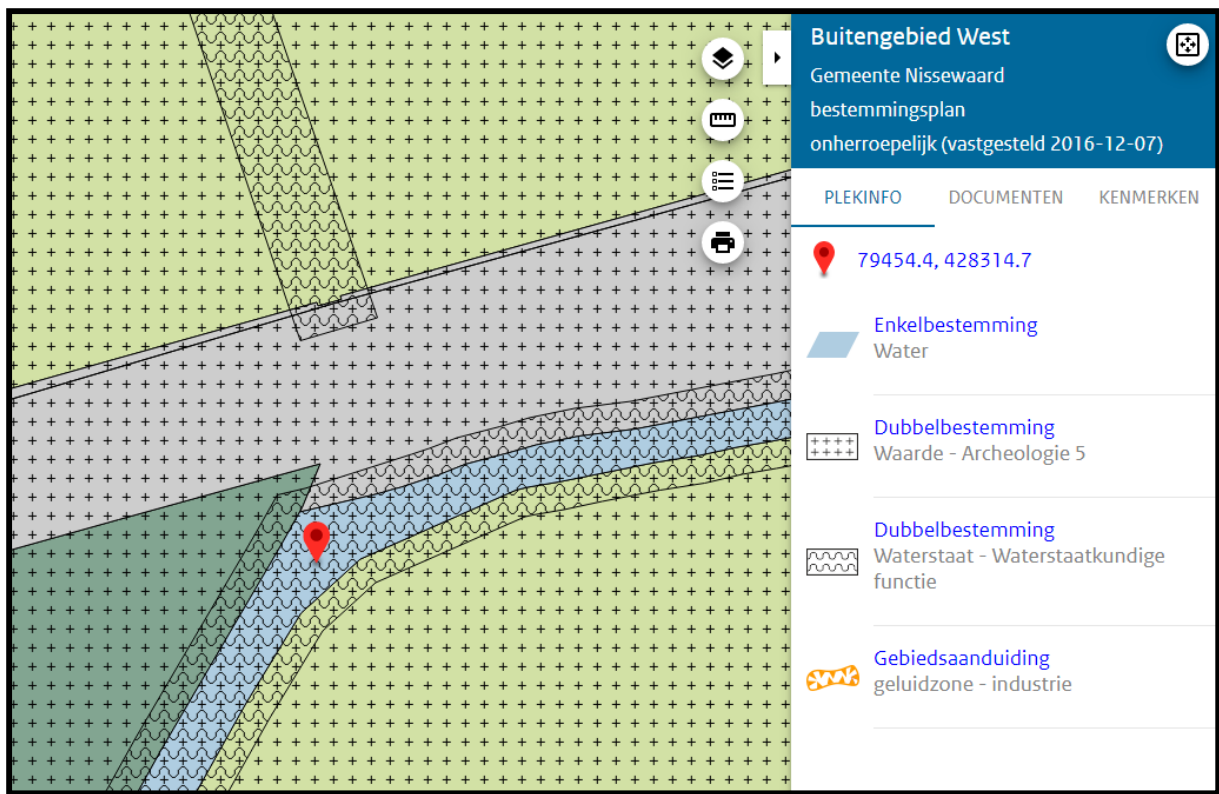 Buitengebied West
Gemeente Nissewaard
bestemmingsplan
onherroepelijk (vastgesteld 2016-12-07)
PLEKINFO DOCUMENTEN KENMERKEN
79454.4, 428314.7
Enkelbestemming
Water
Dubbelbestemming
Waarde - Archeologie 5
Dubbelbestemming
Waterstaat - Waterstaatkundige
functie
Gebiedsaanduiding
geluidzone - industrie